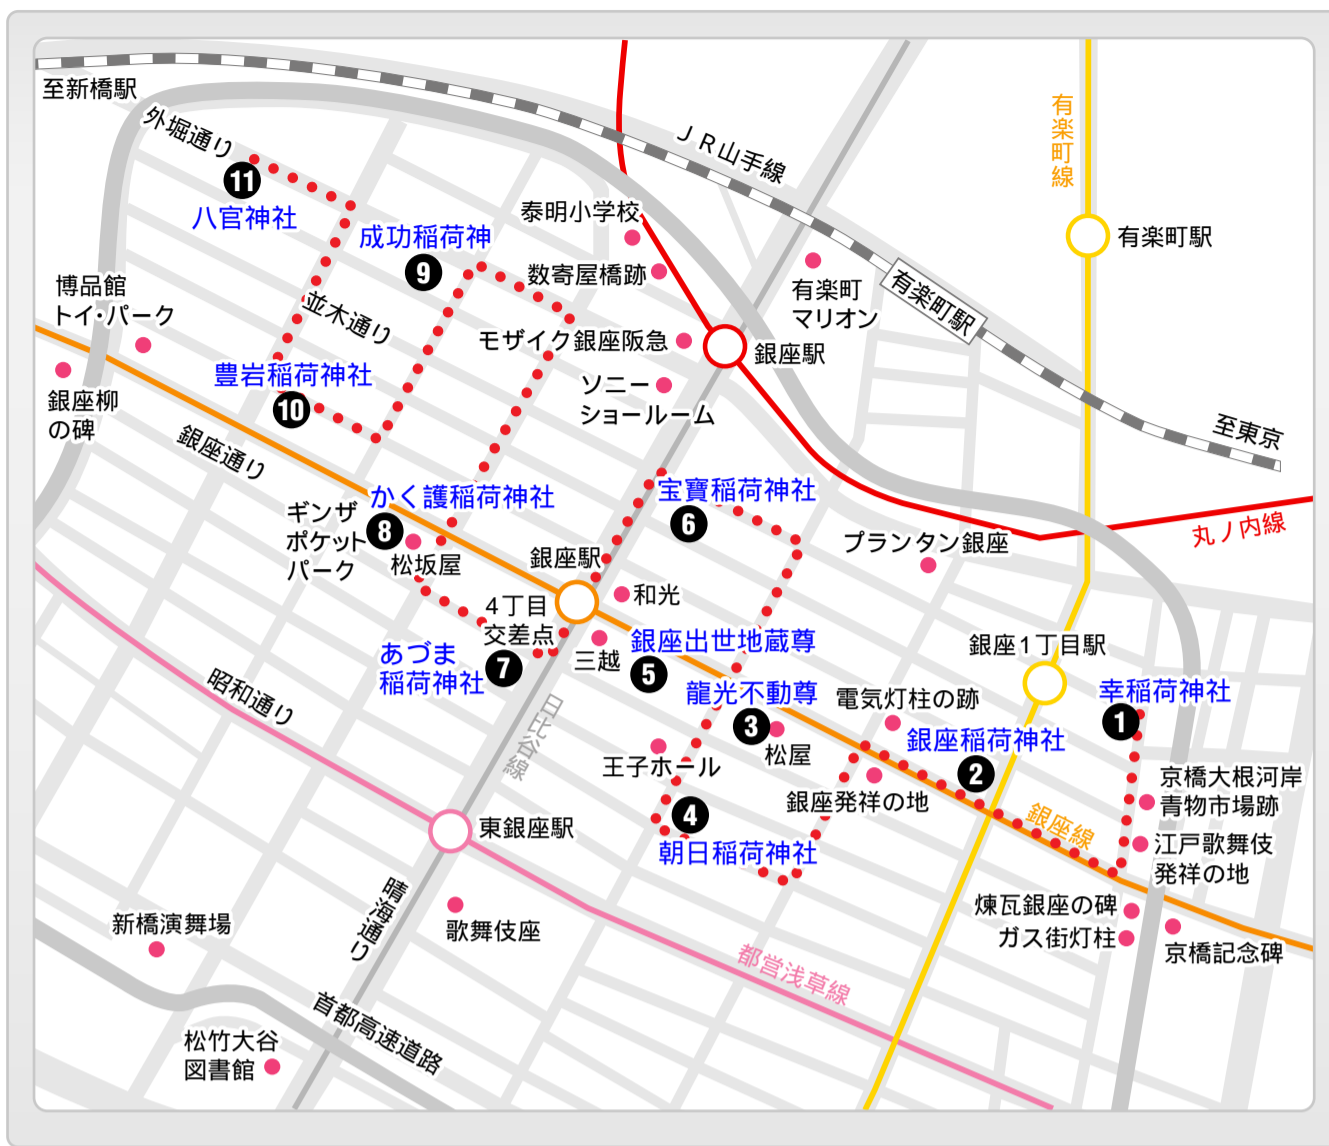 至新橋駅
外堀通り
11
八官神社
成功稲荷神
9
泰明小学校
数寄屋橋跡
JR山手線
有楽町線
有楽町駅
有楽町
マリオン
有楽町駅
至東京
博品館
トイ・パーク
並木通り
モザイク銀座阪急
銀座駅
ソニー
ショールーム
豊岩稲荷神社
10
銀座柳
の碑
銀座通り
かく護稲荷神社
8
ギンザ
ポケット
パーク
松坂屋
宝寶稲荷神社
6
プランタン銀座
丸ノ内線
銀座駅
和光
4丁目
交差点
三越
銀座出世地蔵尊
5
あづま
稲荷神社
7
昭和通り
日比谷線
龍光不動尊
3
松屋
王子ホール
電気灯柱の跡
銀座1丁目駅
幸稲荷神社
1
銀座稲荷神社
2
銀座発祥の地
銀座線
京橋大根河岸
青物市場跡
江戸歌舞伎
発祥の地
4
朝日稲荷神社
東銀座駅
晴海通り
歌舞伎座
新橋演舞場
煉瓦銀座の碑
ガス街灯柱
京橋記念碑
都営浅草線
首都高速道路
松竹大谷
図書館